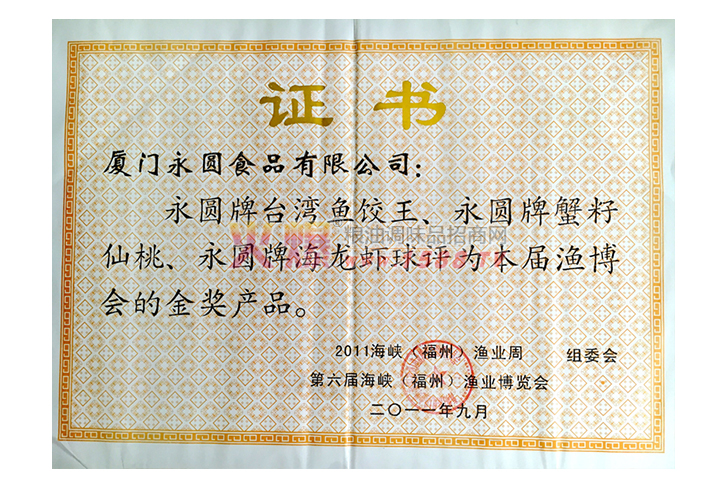 证书
厦门永圆食品有限公司：
永圆牌台湾鱼饺王、永圆牌蟹籽
粮油调味品招商网
仙桃、永圆牌海龙虾球评为本届渔博
会的金奖产品。
2011海峡（福州）渔业周 组委会
第六届海峡（福州）渔业博览会
二〇一一年九月